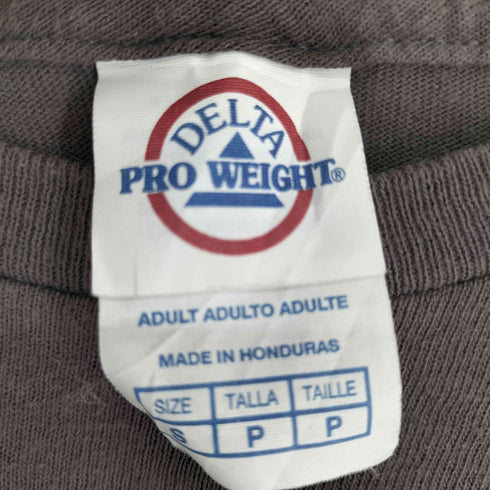 DELTA
PRO WEIGHT®
ADULT ADULTO ADULTE
MADE IN HONDURAS
SIZE TALLA TAILLE
S P P